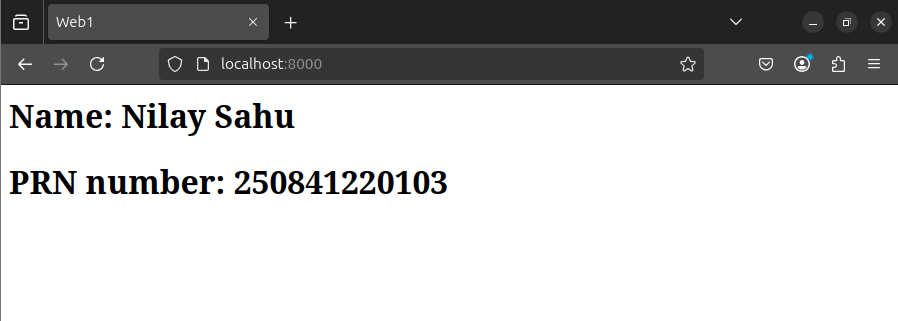 Web1
localhost:8000
Name: Nilay Sahu
PRN number: 250841220103